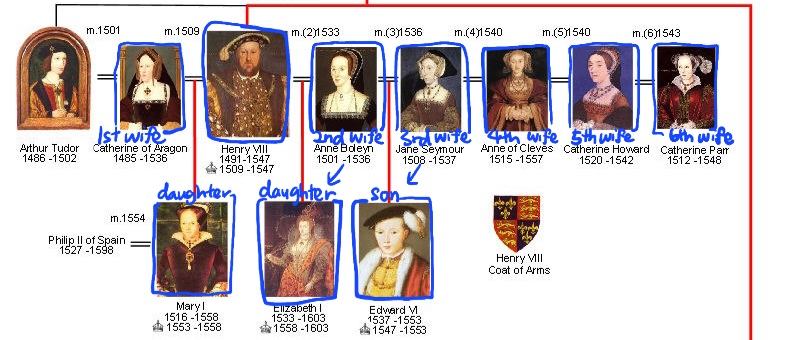 m.1501
m.1509
m.(2)1533
m.(3)1536
m.(4)1540
m.(5)1540
m.(6)1543
1st wife
2nd wife
3rd wife
4th wife
5th wife
6th wife
Arthur Tudor
1486 -1502
Catherine of Aragon
1485 -1536
Henry VIII
1491-1547
1509 -1547
Anne Boleyn
1501 -1536
Jane Seymour
1508 -1537
Anne of Cleves
1515 -1557
Catherine Howard
1520 -1542
Catherine Parr
1512 -1548
daughter
daughter
son
m.1554
Philip II of Spain
1527 -1598
Henry VIII
Coat of Arms
Mary I
1516 -1558
1553 -1558
Elizabeth I
1533 -1603
1558 -1603
Edward VI
1537 -1553
1547 -1553